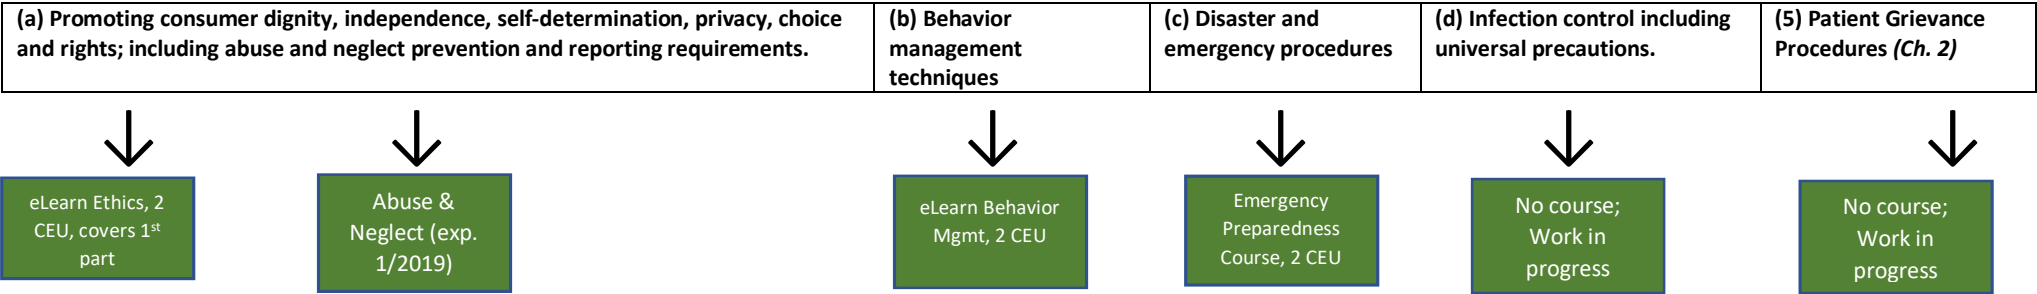 (a) Promoting consumer dignity, independence, self-determination, privacy, choice
and rights; including abuse and neglect prevention and reporting requirements.
(b) Behavior
management
techniques
(c) Disaster and
emergency procedures
(d) Infection control including
universal precautions.
(5) Patient Grievance
Procedures (Ch. 2)
eLearn Ethics, 2
CEU, covers 1st
part
Abuse &
Neglect (exp.
1/2019)
eLearn Behavior
Mgmt, 2 CEU
Emergency
Preparedness
Course, 2 CEU
No course;
Work in
progress
No course;
Work in
progress